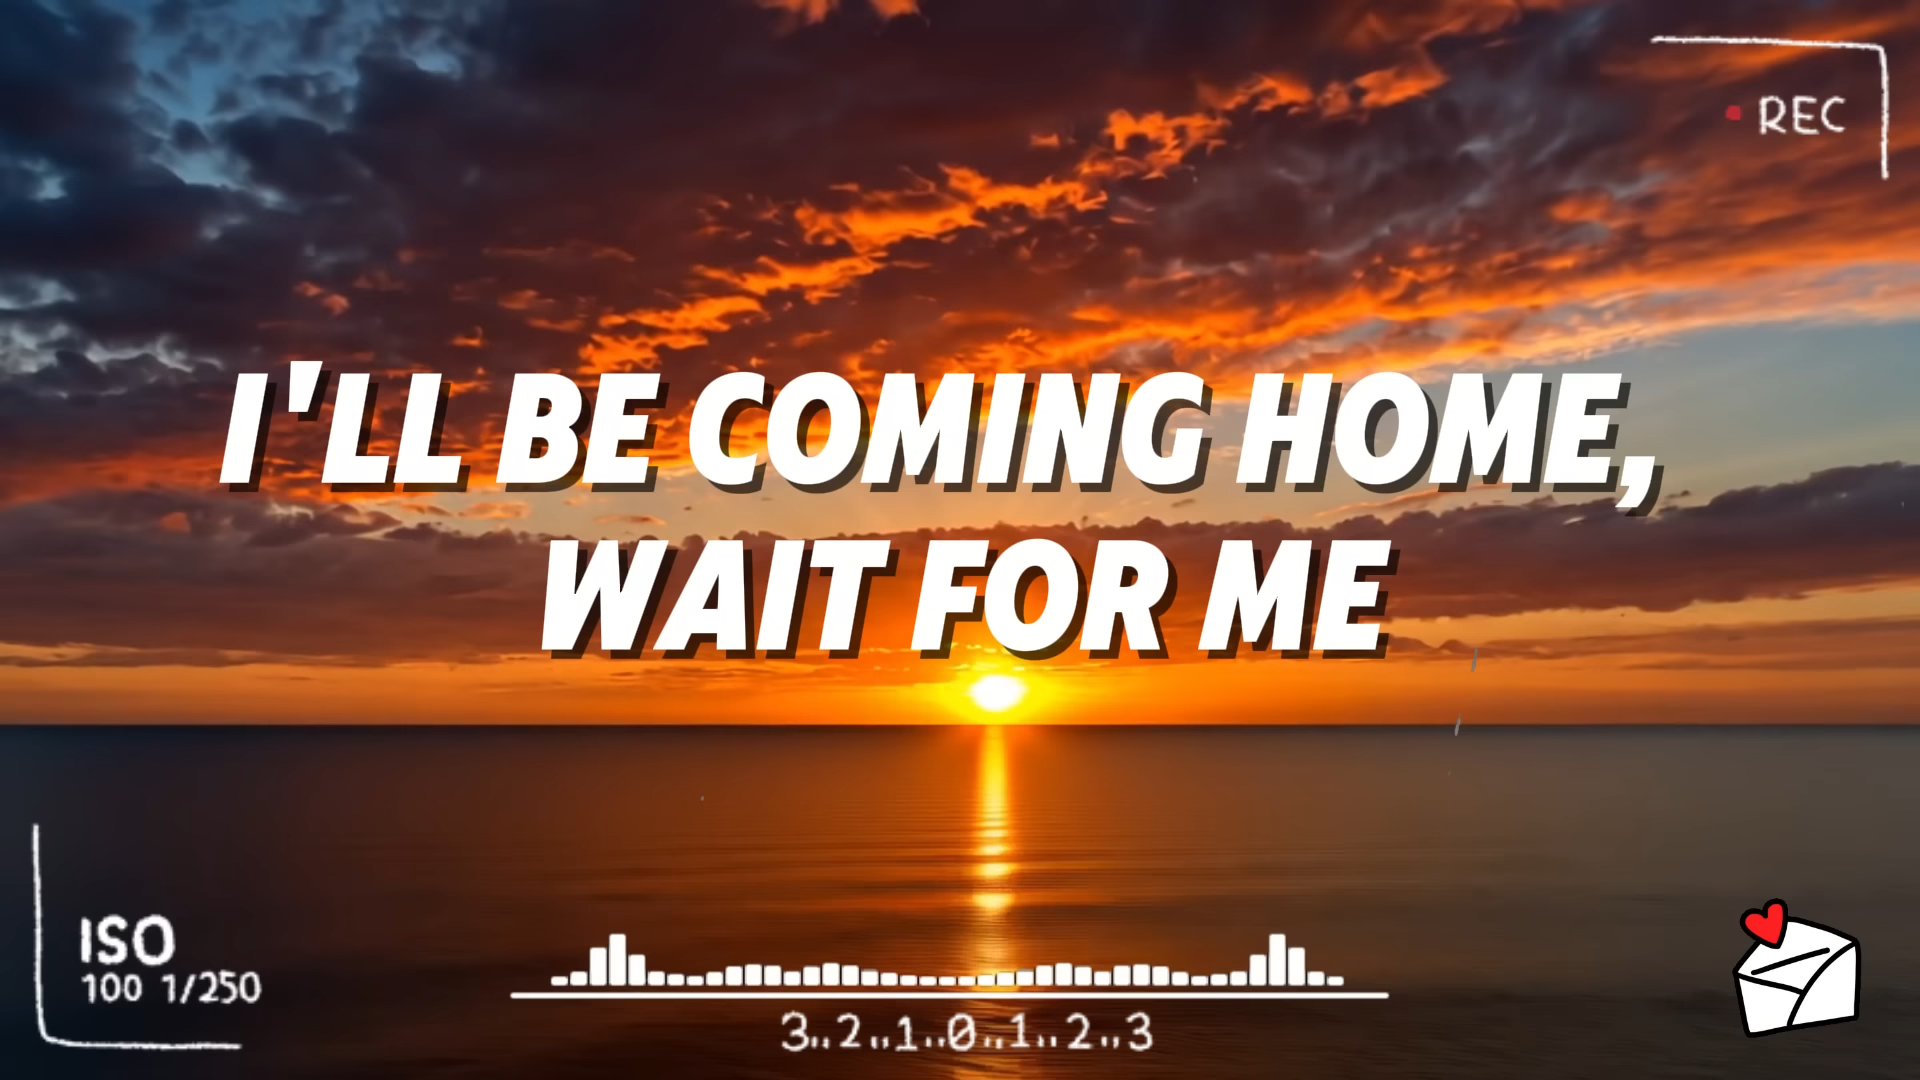 REC
I'LL BE COMING HOME,
WAIT FOR ME
ISO
100 1/250
3..2..1..0..1..2..3